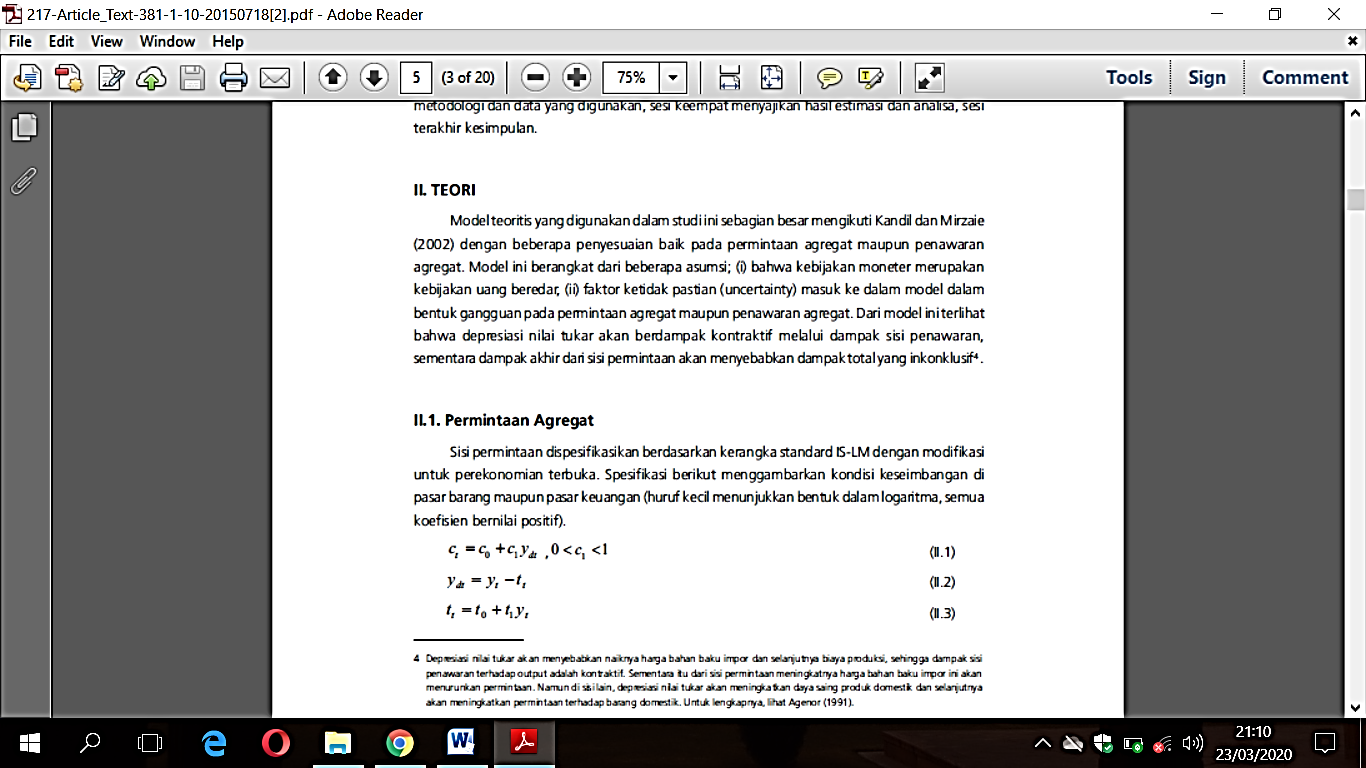 217-Article_Text-381-1-10-20150718[2].pdf - Adobe Reader
File Edit View Window Help
5 (3 of 20) 75% Tools Sign Comment
metodologi dan data yang digunakan, sesi keempat menyajikan hasil estimasi dan analisa, sesi
terakhir kesimpulan.
II. TEORI
Model teoritis yang digunakan dalam studi ini sebagian besar mengikuti Kandil dan Mirzaie
(2002) dengan beberapa penyesuaian baik pada permintaan agregat maupun penawaran
agregat. Model ini berangkat dari beberapa asumsi; (i) bahwa kebijakan moneter merupakan
kebijakan uang beredar, (ii) faktor ketidak pastian (uncertainty) masuk ke dalam model dalam
bentuk gangguan pada permintaan agregat maupun penawaran agregat. Dari model ini terlihat
bahwa depresiasi nilai tukar akan berdampak kontraktif melalui dampak sisi penawaran,
sementara dampak akhir dari sisi permintaan akan menyebabkan dampak total yang inkonklusif⁴.
II.1. Permintaan Agregat
Sisi permintaan dispesifikasikan berdasarkan kerangka standard IS-LM dengan modifikasi
untuk perekonomian terbuka. Spesifikasi berikut menggambarkan kondisi keseimbangan di
pasar barang maupun pasar keuangan (huruf kecil menunjukkan bentuk dalam logaritma, semua
koefisien bernilai positif).
c_t = c_0 + c_1 y_dt , 0 < c_1 < 1 (II.1)
y_dt = y_t − t_t (II.2)
t_t = t_0 + t_1 y_t (II.3)
4 Depresiasi nilai tukar akan menyebabkan naiknya harga bahan baku impor dan selanjutnya biaya produksi, sehingga dampak sisi
penawaran terhadap output adalah kontraktif. Sementara itu dari sisi permintaan meningkatnya harga bahan baku impor ini akan
menurunkan permintaan. Namun di sisi lain, depresiasi nilai tukar akan meningkatkan daya saing produk domestik dan selanjutnya
akan meningkatkan permintaan terhadap barang domestik. Untuk lengkapnya, lihat Agenor (1991).
21:10
23/03/2020